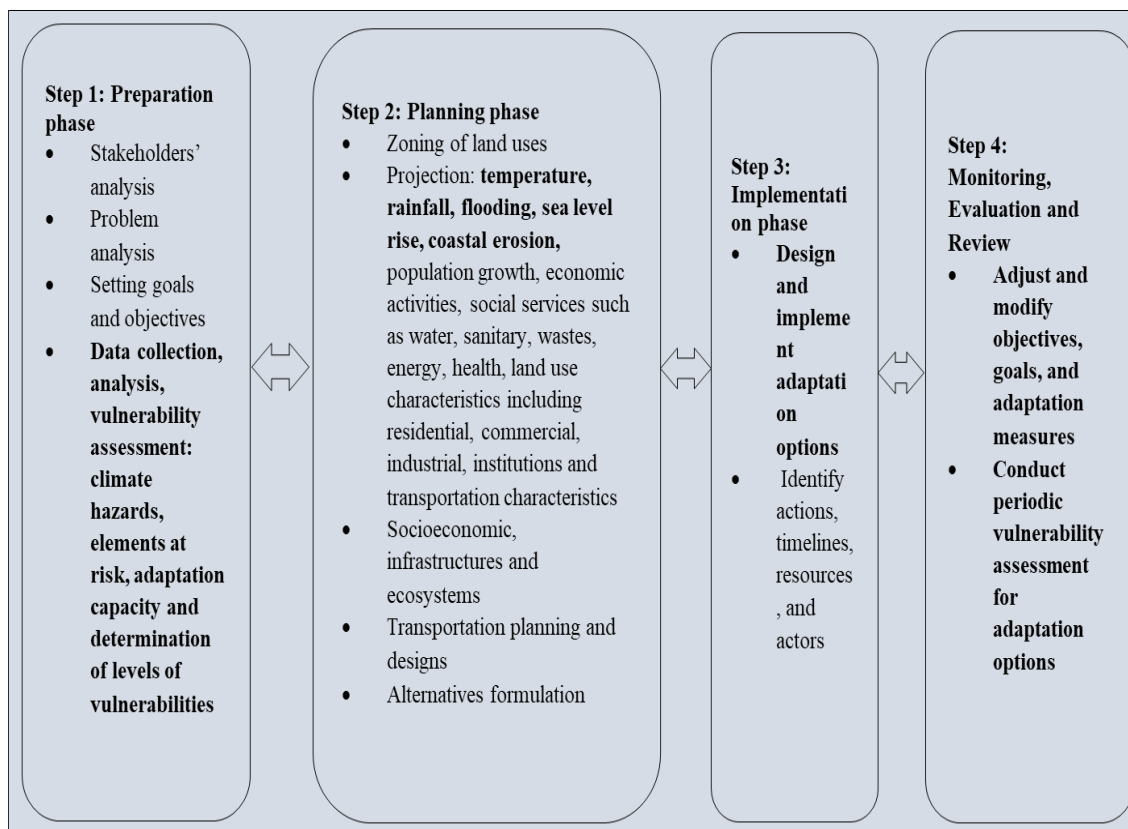 Step 1: Preparation
phase
• Stakeholders’
analysis
• Problem
analysis
• Setting goals
and objectives
• Data collection,
analysis,
vulnerability
assessment:
climate
hazards,
elements at
risk, adaptation
capacity and
determination
of levels of
vulnerabilities
Step 2: Planning phase
• Zoning of land uses
• Projection: temperature,
rainfall, flooding, sea level
rise, coastal erosion,
population growth, economic
activities, social services such
as water, sanitary, wastes,
energy, health, land use
characteristics including
residential, commercial,
industrial, institutions and
transportation characteristics
• Socioeconomic,
infrastructures and
ecosystems
• Transportation planning and
designs
• Alternatives formulation
Step 3:
Implementati
on phase
• Design
and
impleme
nt
adaptati
on
options
• Identify
actions,
timelines,
resources
, and
actors
Step 4:
Monitoring,
Evaluation and
Review
• Adjust and
modify
objectives,
goals, and
adaptation
measures
• Conduct
periodic
vulnerability
assessment
for
adaptation
options